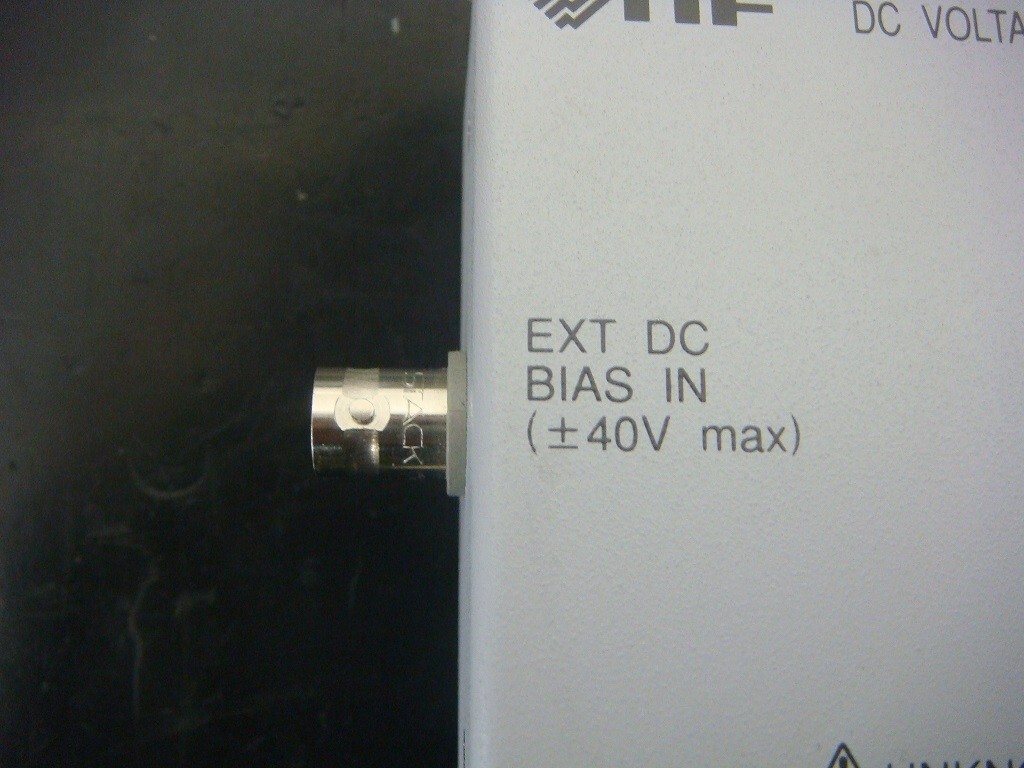 DC VOLTA
EXT DC
BIAS IN
(±40V max)
STACK